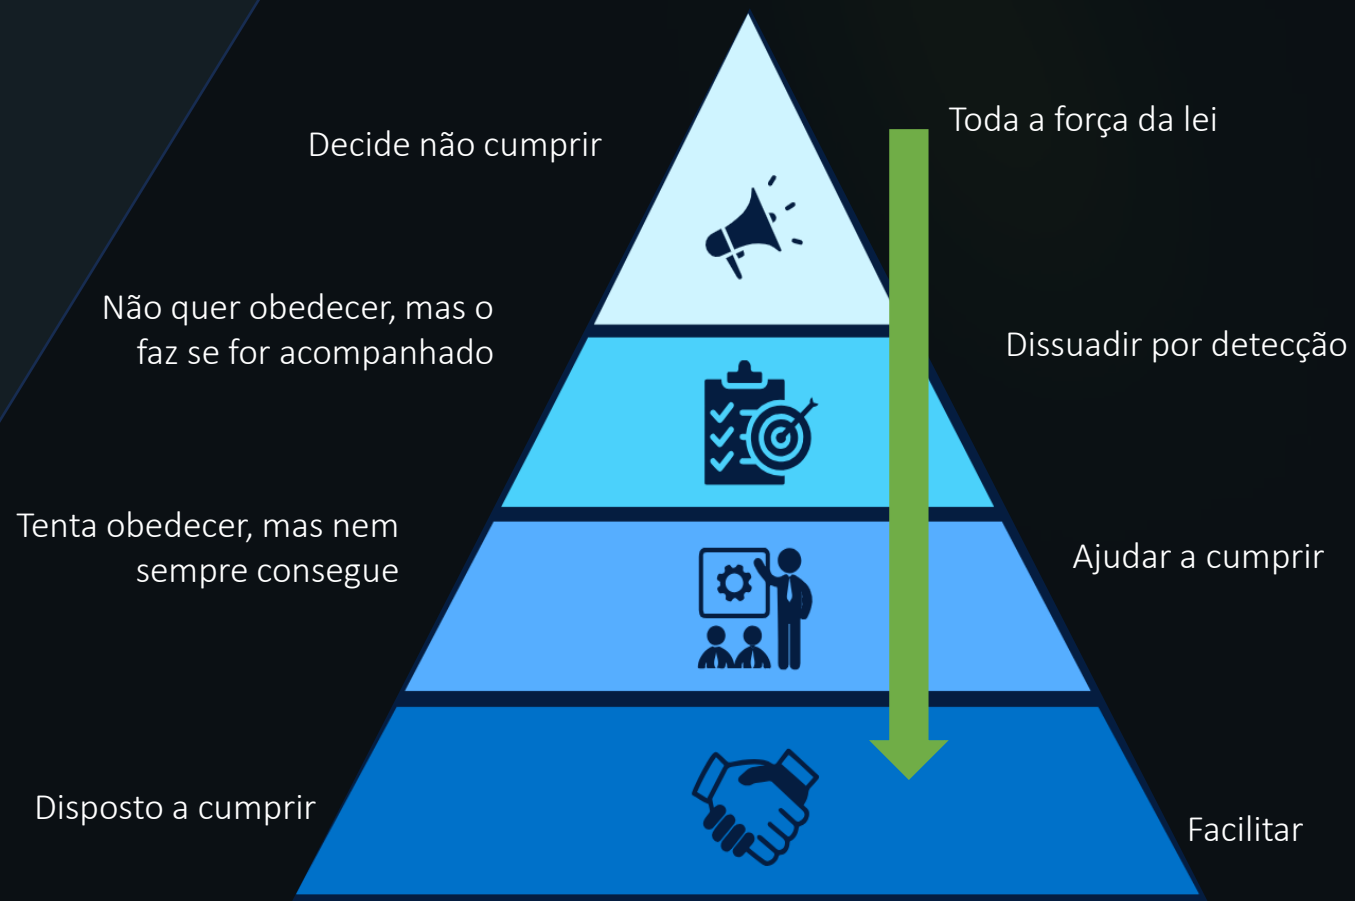 Decide não cumprir
Toda a força da lei
Não quer obedecer, mas o
faz se for acompanhado
Dissuadir por detecção
Tenta obedecer, mas nem
sempre consegue
Ajudar a cumprir
Disposto a cumprir
Facilitar